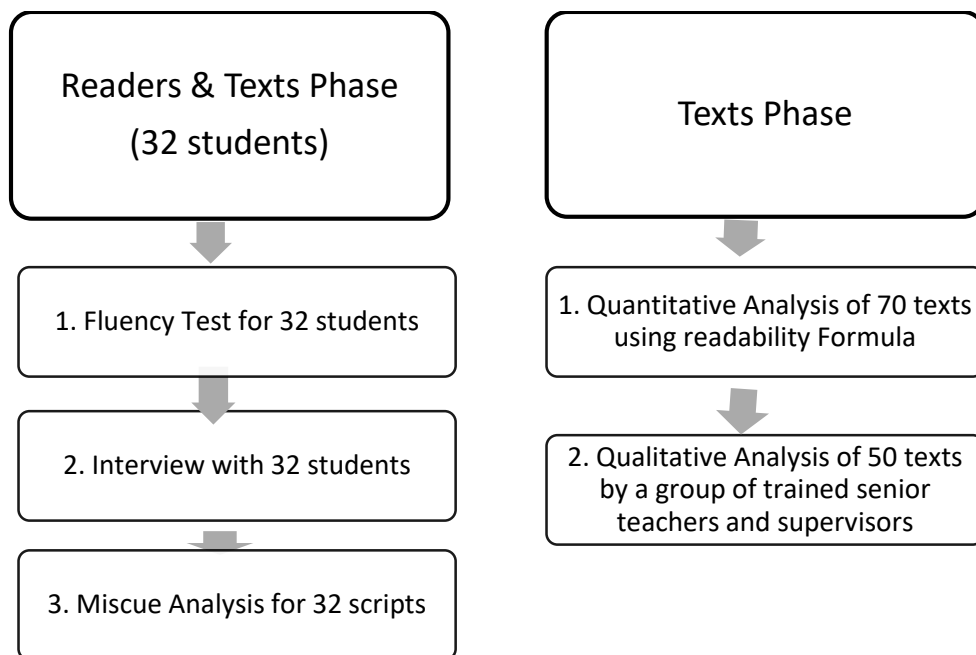 Readers & Texts Phase
(32 students)
1. Fluency Test for 32 students
2. Interview with 32 students
3. Miscue Analysis for 32 scripts
Texts Phase
1. Quantitative Analysis of 70 texts
using readability Formula
2. Qualitative Analysis of 50 texts
by a group of trained senior
teachers and supervisors